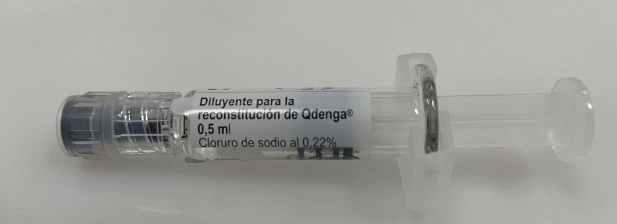 Diluyente para la
reconstitución de Qdenga®
0,5 ml
Cloruro de sodio al 0,22%